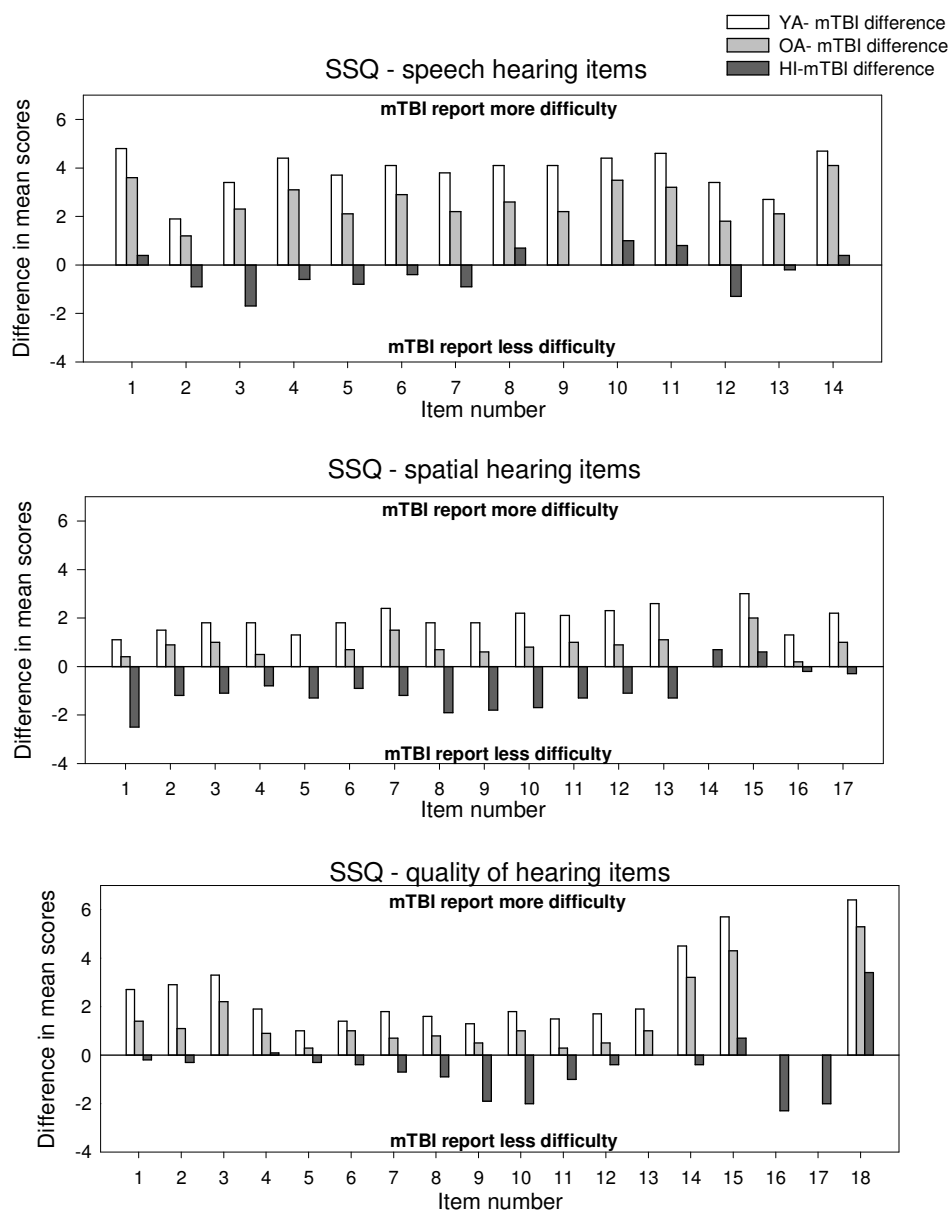 YA- mTBI difference
OA- mTBI difference
HI-mTBI difference
SSQ - speech hearing items
mTBI report more difficulty
6
4
2
0
-2
-4
Difference in mean scores
mTBI report less difficulty
1 2 3 4 5 6 7 8 9 10 11 12 13 14
Item number
SSQ - spatial hearing items
mTBI report more difficulty
6
4
2
0
-2
-4
Difference in mean scores
mTBI report less difficulty
1 2 3 4 5 6 7 8 9 10 11 12 13 14 15 16 17
Item number
SSQ - quality of hearing items
mTBI report more difficulty
6
4
2
0
-2
-4
Difference in mean scores
mTBI report less difficulty
1 2 3 4 5 6 7 8 9 10 11 12 13 14 15 16 17 18
Item number